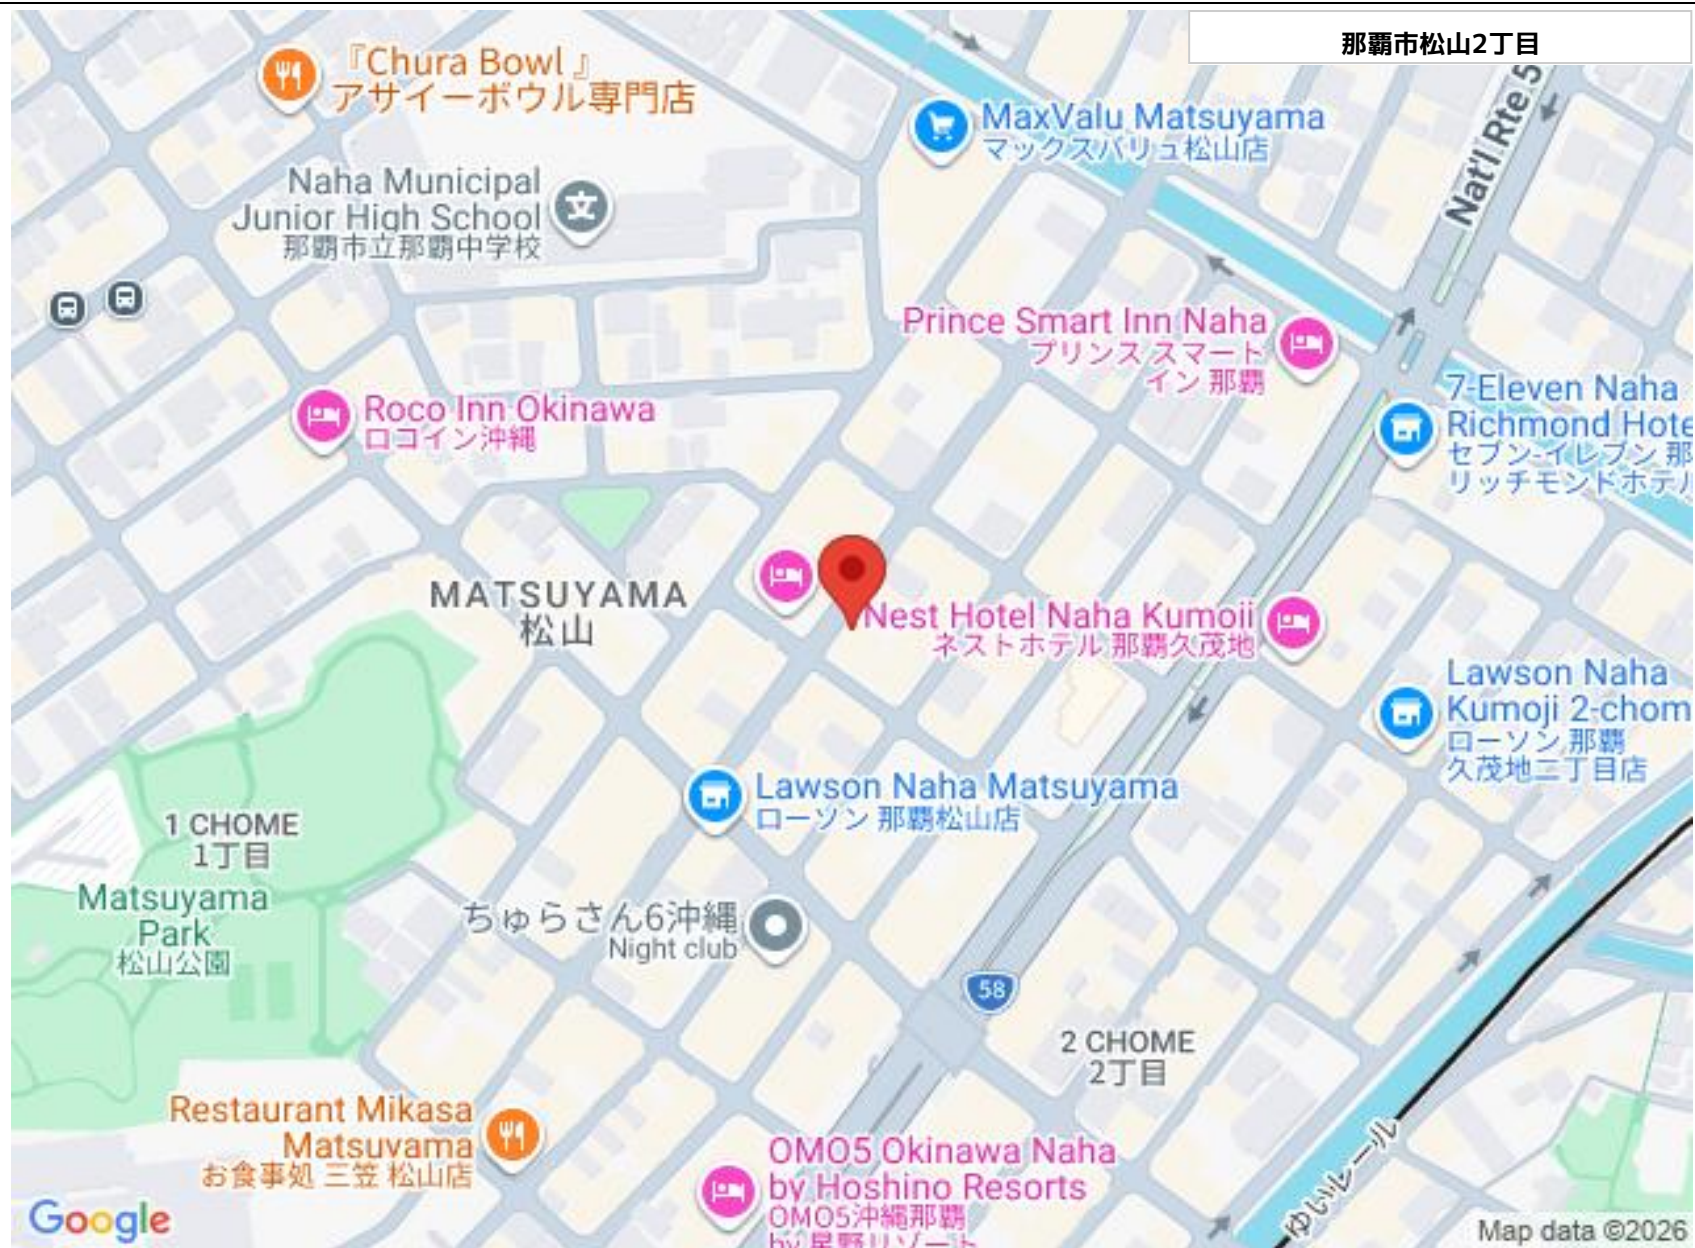 那覇市松山2丁目
『Chura Bowl 』
アサイーボウル専門店
MaxValu Matsuyama
マックスバリュ松山店
Nat'l Rte 5
Naha Municipal
Junior High School
那覇市立那覇中学校
Prince Smart Inn Naha
プリンス スマート
イン 那覇
7-Eleven Naha
Richmond Hote
セブン-イレブン 那
リッチモンドホテル
Roco Inn Okinawa
ロコイン沖縄
MATSUYAMA
松山
Nest Hotel Naha Kumoji
ネストホテル 那覇久茂地
Lawson Naha
Kumoji 2-chom
ローソン 那覇
久茂地二丁目店
Lawson Naha Matsuyama
ローソン 那覇松山店
1 CHOME
1丁目
Matsuyama
Park
松山公園
ちゅらさん6沖縄
Night club
58
2 CHOME
2丁目
Restaurant Mikasa
Matsuyama
お食事処 三笠 松山店
OMO5 Okinawa Naha
by Hoshino Resorts
OMO5沖縄那覇
by 星野リゾート
ゆいレール
Google
Map data ©2026